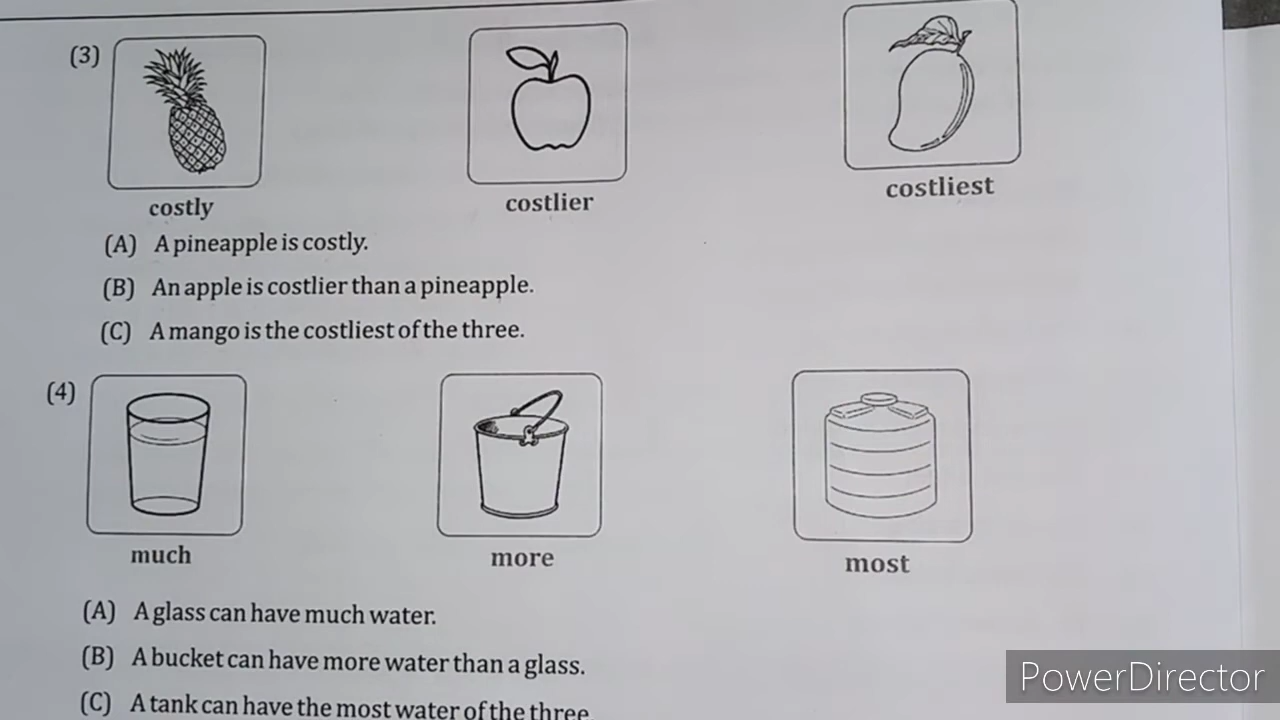 (3)
costly costlier costliest
(A) A pineapple is costly.
(B) An apple is costlier than a pineapple.
(C) A mango is the costliest of the three.
(4)
much more most
(A) A glass can have much water.
(B) A bucket can have more water than a glass.
(C) A tank can have the most water of the three
PowerDirector